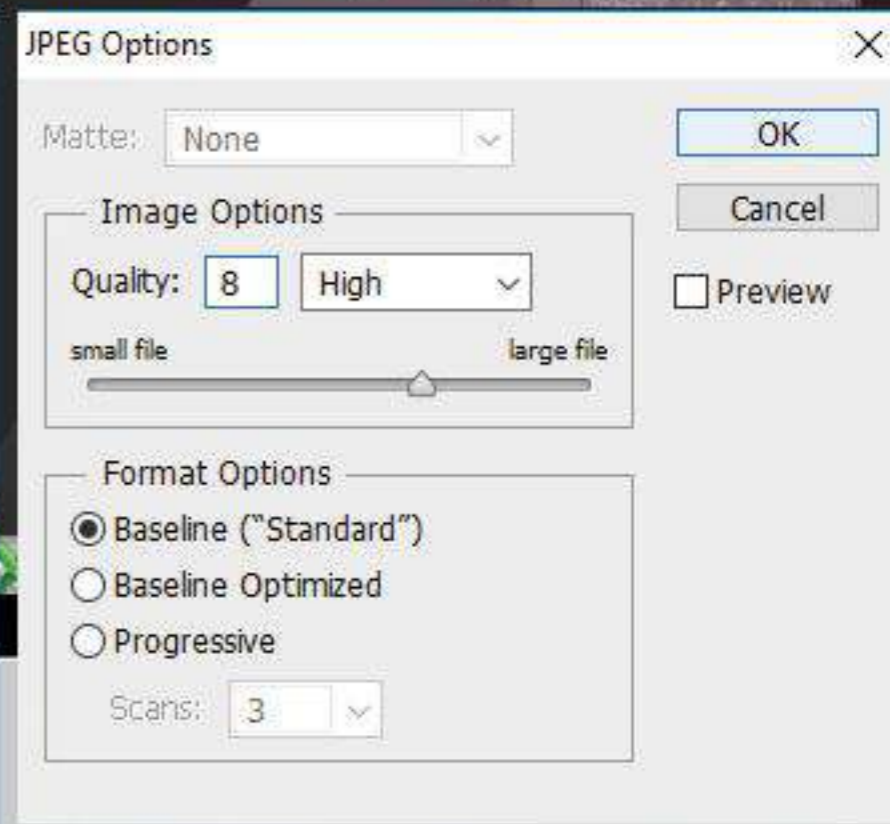 JPEG Options
Matte: None
OK
Cancel
Preview
Image Options
Quality: 8 High
small file large file
Format Options
Baseline (“Standard”)
Baseline Optimized
Progressive
Scans: 3